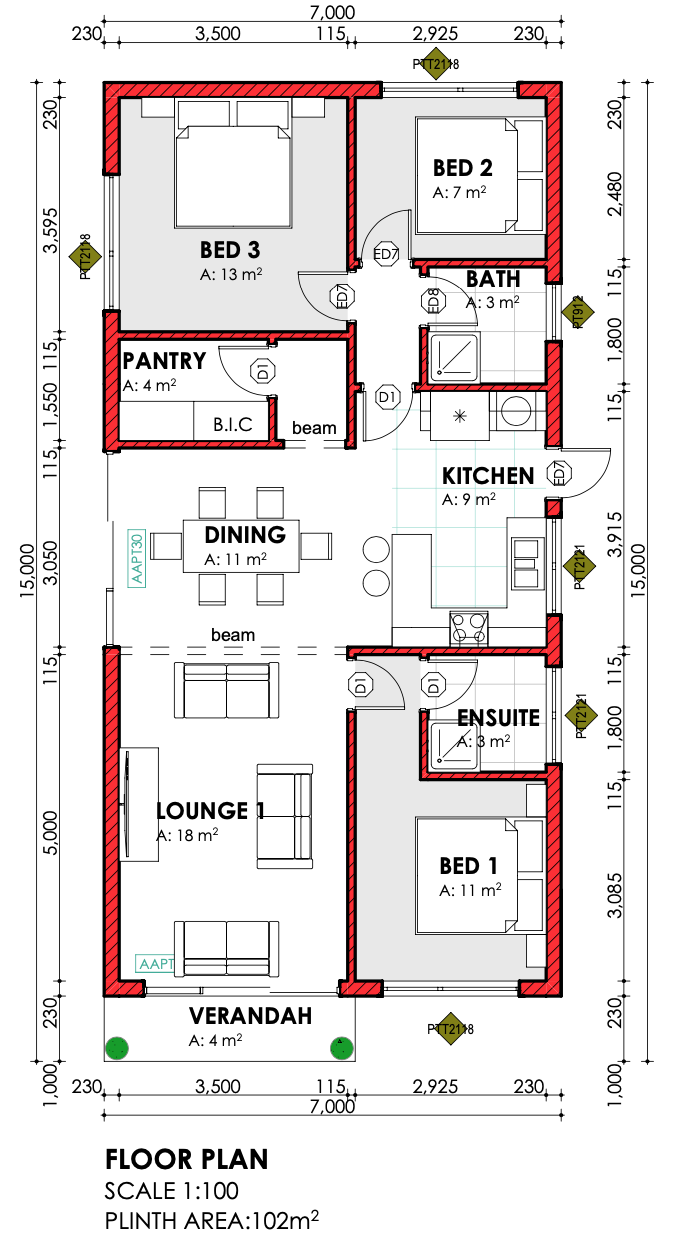 7,000
230 3,500 115 2,925 230
PTT2118
230
3,595
115
1,550
115
3,050
115
5,000
230
1,000
15,000
PTT2118
BED 3
A: 13 m²
BED 2
A: 7 m²
ED7
ED7
ED8
BATH
A: 3 m²
PT912
PANTRY
A: 4 m²
D1
D1
B.I.C
beam
KITCHEN
A: 9 m²
ED7
DINING
A: 11 m²
AAPT30
PTT2121
beam
D1
D1
ENSUITE
A: 3 m²
PTT2121
LOUNGE 1
A: 18 m²
BED 1
A: 11 m²
AAPT
VERANDAH
A: 4 m²
PTT2118
230
2,480
115
1,800
115
3,915
115
1,800
115
3,085
230
1,000
15,000
230 3,500 115 2,925 230
7,000
FLOOR PLAN
SCALE 1:100
PLINTH AREA:102m²